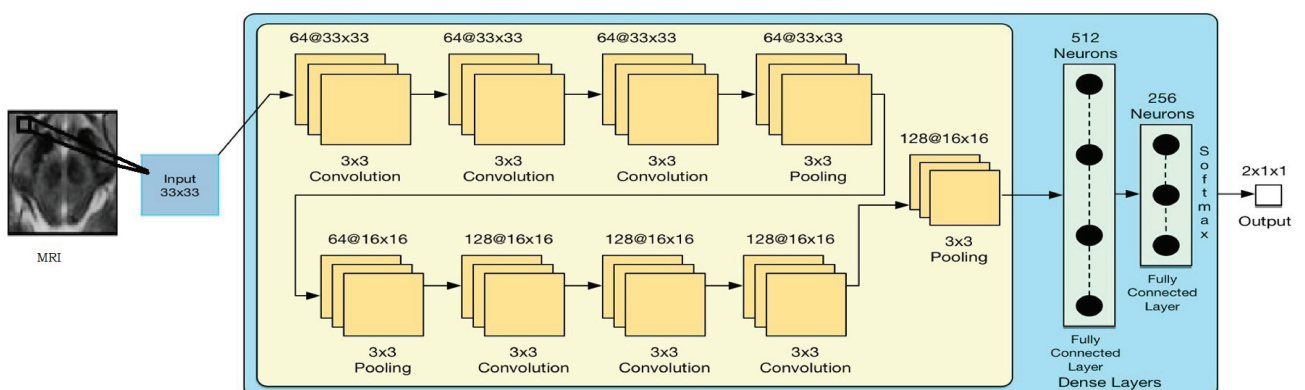 MRI
Input
33x33
64@33x33
3x3
Convolution
64@33x33
3x3
Convolution
64@33x33
3x3
Convolution
64@33x33
3x3
Pooling
64@16x16
3x3
Pooling
128@16x16
3x3
Convolution
128@16x16
3x3
Convolution
128@16x16
3x3
Convolution
128@16x16
3x3
Pooling
512
Neurons
Fully
Connected
Layer
256
Neurons
Fully
Connected
Layer
Softmax
Dense Layers
2x1x1
Output